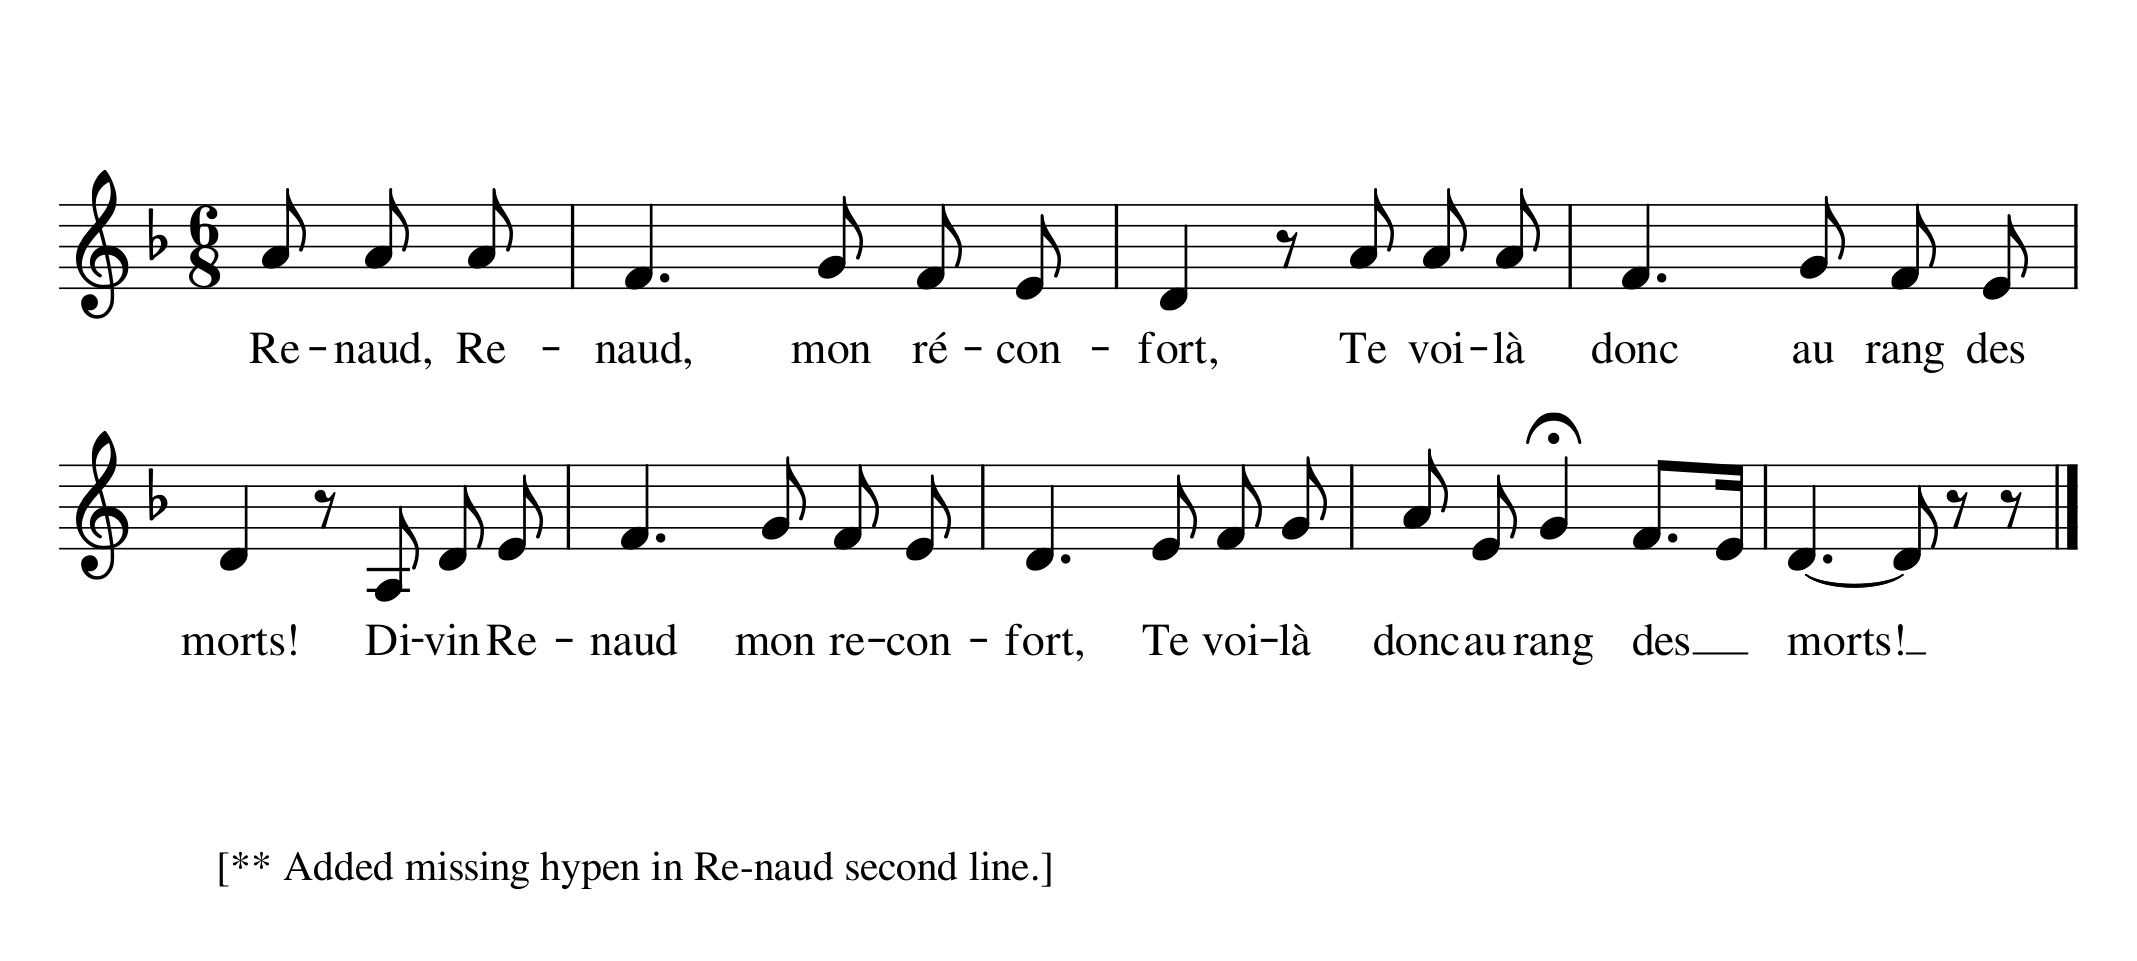 6
8
Re - naud, Re - naud, mon ré - con - fort, Te voi - là donc au rang des
morts! Di - vin Re - naud mon re - con - fort, Te voi - là donc au rang des morts!
[** Added missing hypen in Re-naud second line.]